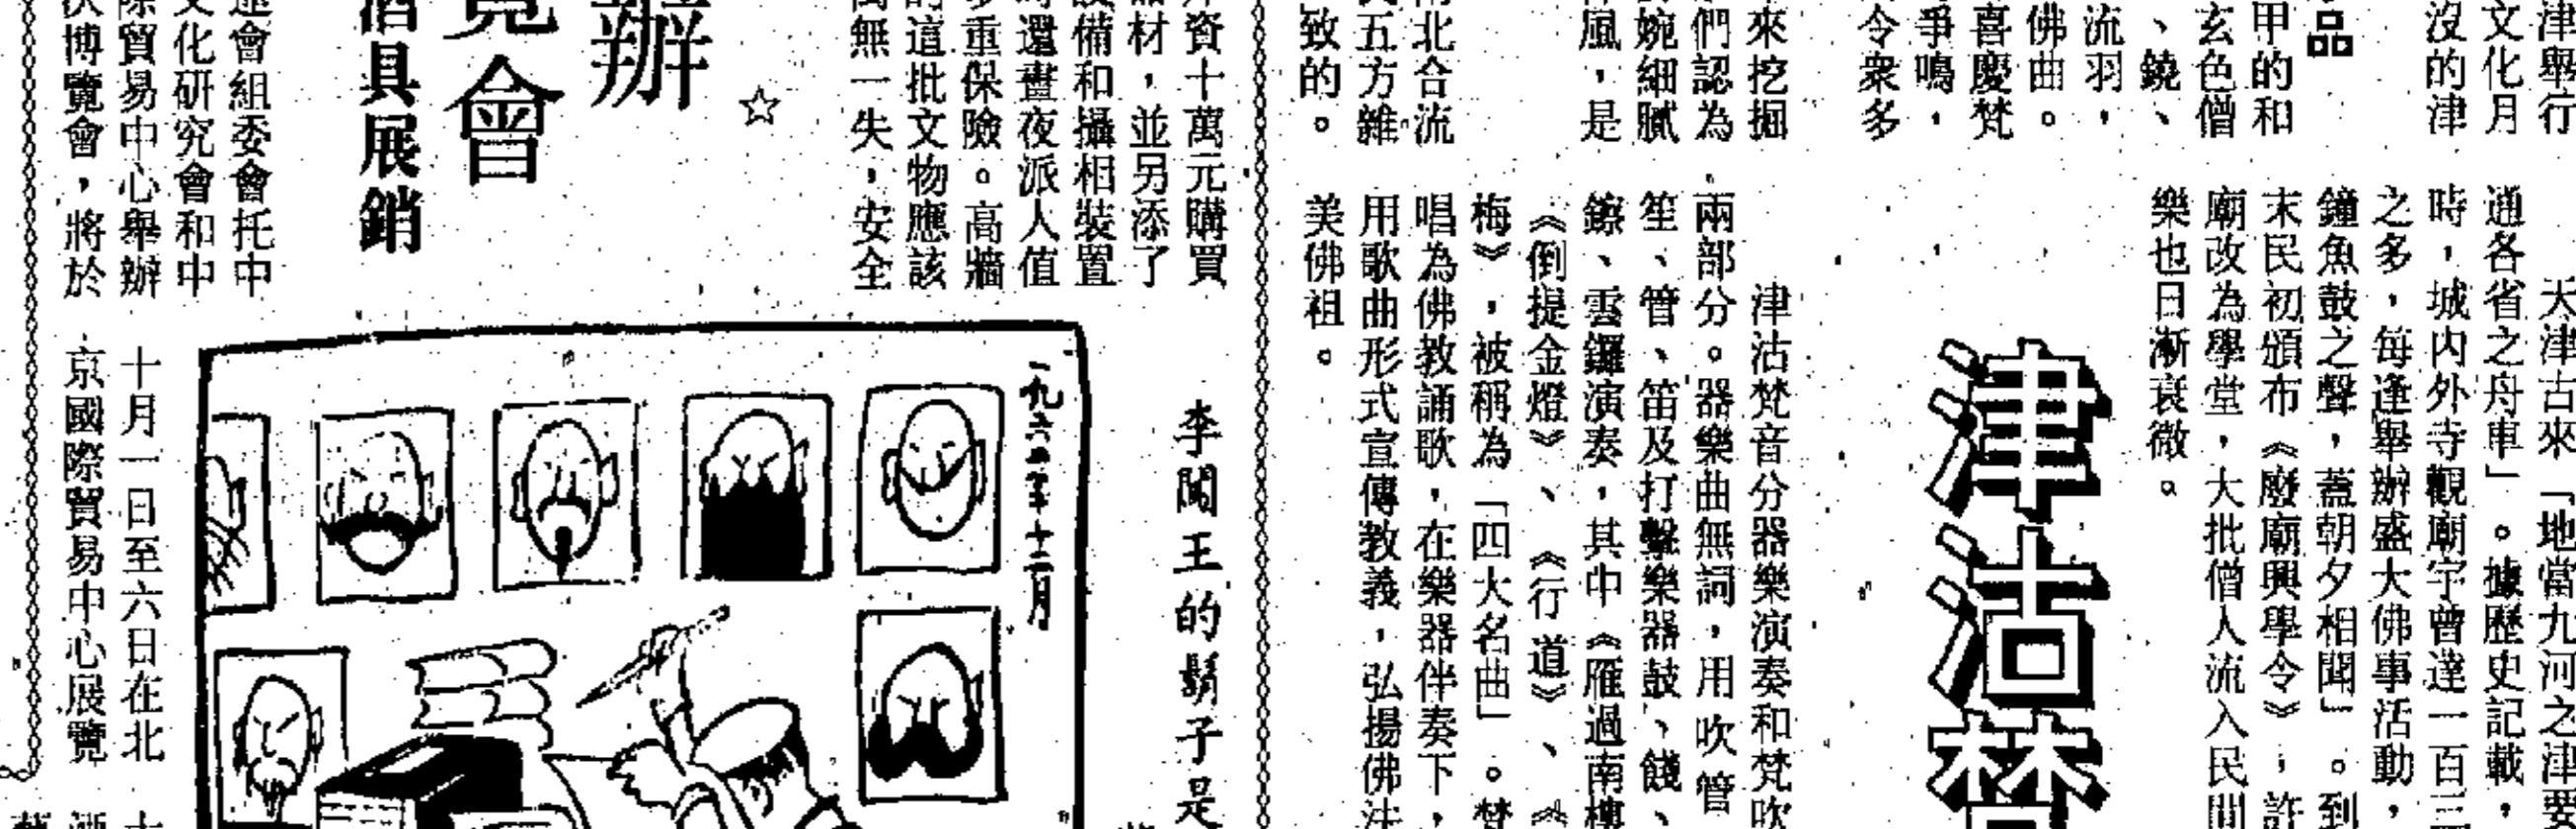 津舉行
文化月
沒的津
品
甲的和
玄色僧
、鐃、
流羽，
佛曲。
喜慶梵
爭鳴，
令衆多
來挖掘
們認為
婉細膩
風，是
北合流
五方雜
致的。
天津古來「地當九河之津要
通各省之舟車」。據歷史記載，
時，城内外寺觀廟宇曾達一百三
之多，每逢舉辦盛大佛事活動，
鐘魚鼓之聲，蓋朝夕相聞」。到
末民初頒布《廢廟興學令》，許
廟改為學堂，大批僧人流入民間
樂也日漸衰微。
津沽梵
津沽梵音分器樂演奏和梵吹
兩部分。器樂曲無詞，用吹管
笙、管、笛及打擊樂器鼓、鐃、
鑔、雲鑼演奏，其中《雁過南樓
《倒提金燈》、《行道》、《
梅》，被稱為「四大名曲」。梵
唱為佛教誦歌，在樂器伴奏下，
用歌曲形式宣傳教義，弘揚佛法
美佛祖。
辦
覽會
酒具展銷
☆
資十萬元購買
器材，並另添了
設備和攝相裝置
還晝夜派人值
多重保險。高牆
的這批文物應該
萬無一失，安全
李闖王的鬍子是
一九六二年十二月
會組委會托中
文化研究會和中
際貿易中心舉辦
次博覽會，將於
十月一日至六日在北
京國際貿易中心展覽